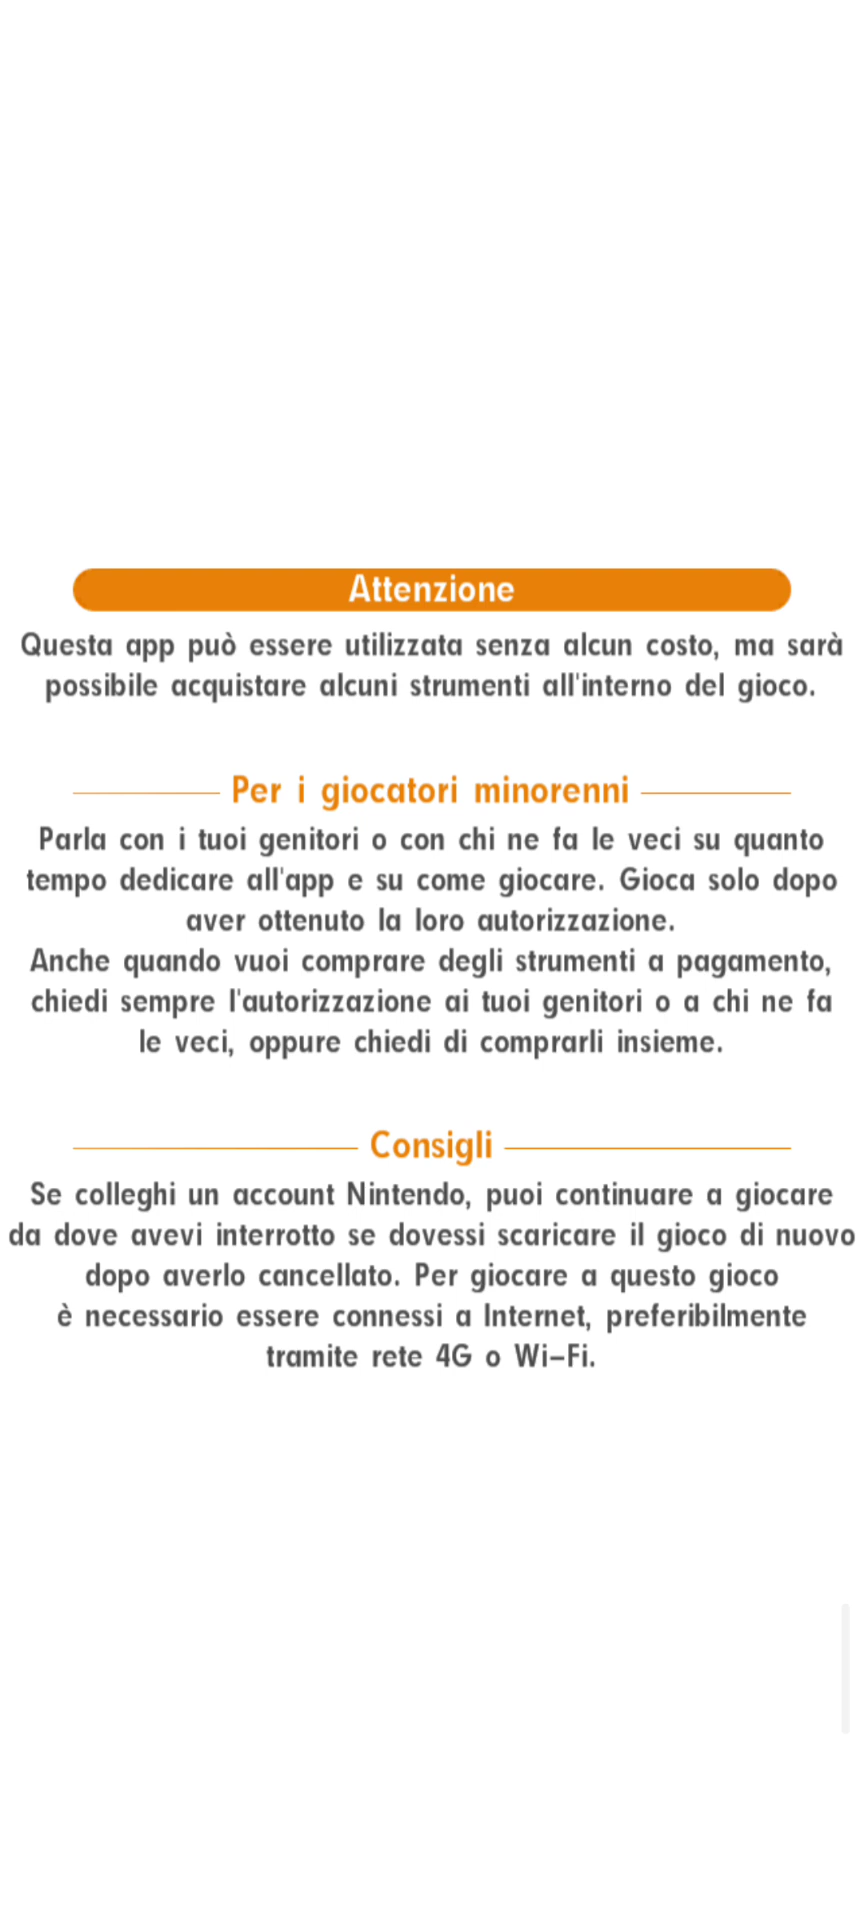 Attenzione
Questa app può essere utilizzata senza alcun costo, ma sarà
possibile acquistare alcuni strumenti all'interno del gioco.
Per i giocatori minorenni
Parla con i tuoi genitori o con chi ne fa le veci su quanto
tempo dedicare all'app e su come giocare. Gioca solo dopo
aver ottenuto la loro autorizzazione.
Anche quando vuoi comprare degli strumenti a pagamento,
chiedi sempre l'autorizzazione ai tuoi genitori o a chi ne fa
le veci, oppure chiedi di comprarli insieme.
Consigli
Se colleghi un account Nintendo, puoi continuare a giocare
da dove avevi interrotto se dovessi scaricare il gioco di nuovo
dopo averlo cancellato. Per giocare a questo gioco
è necessario essere connessi a Internet, preferibilmente
tramite rete 4G o Wi-Fi.